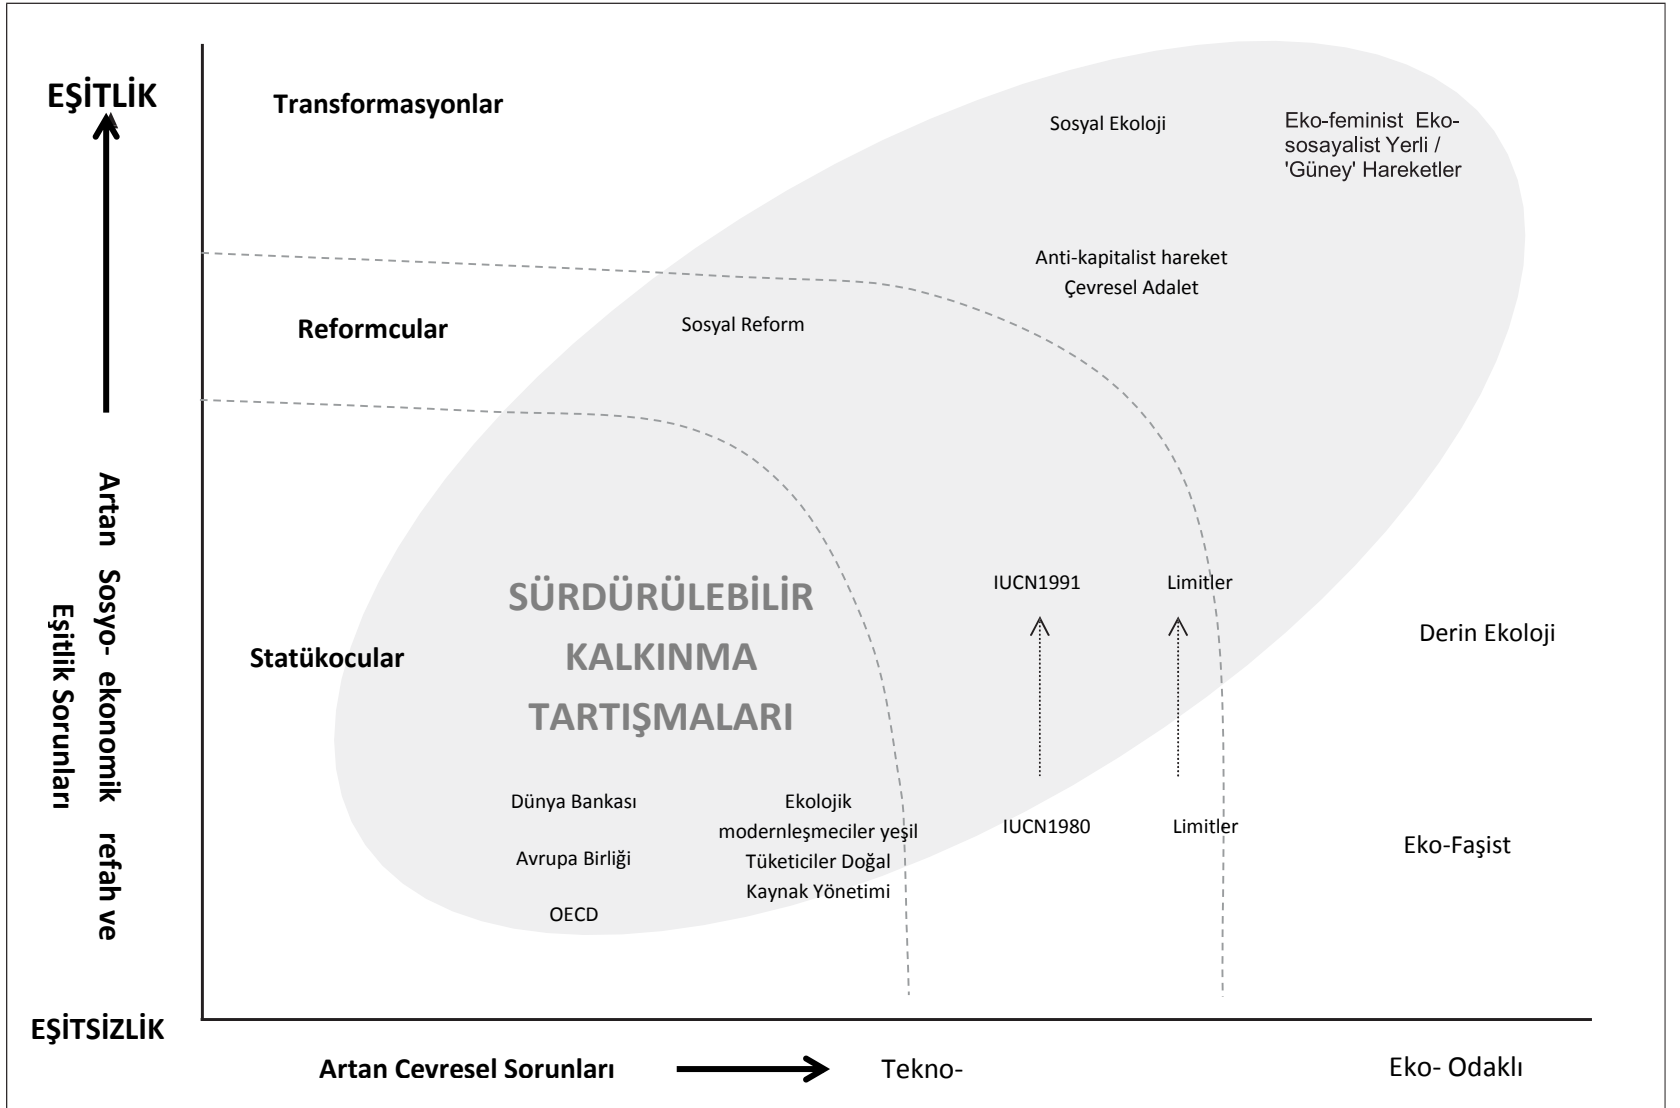 EŞİTLİK
Transformasyonlar
Sosyal Ekoloji
Eko-feminist Eko-
sosayalist Yerli /
'Güney' Hareketler
Anti-kapitalist hareket
Çevresel Adalet
Reformcular
Sosyal Reform
Artan Sosyo- ekonomik refah ve
Eşitlik Sorunları
SÜRDÜRÜLEBİLİR
KALKINMA
TARTIŞMALARI
Statükocular
IUCN1991
Limitler
Derin Ekoloji
Dünya Bankası
Avrupa Birliği
OECD
Ekolojik
modernleşmeciler yeşil
Tüketiciler Doğal
Kaynak Yönetimi
IUCN1980
Limitler
Eko-Faşist
EŞİTSİZLİK
Artan Cevresel Sorunları
Tekno-
Eko- Odaklı